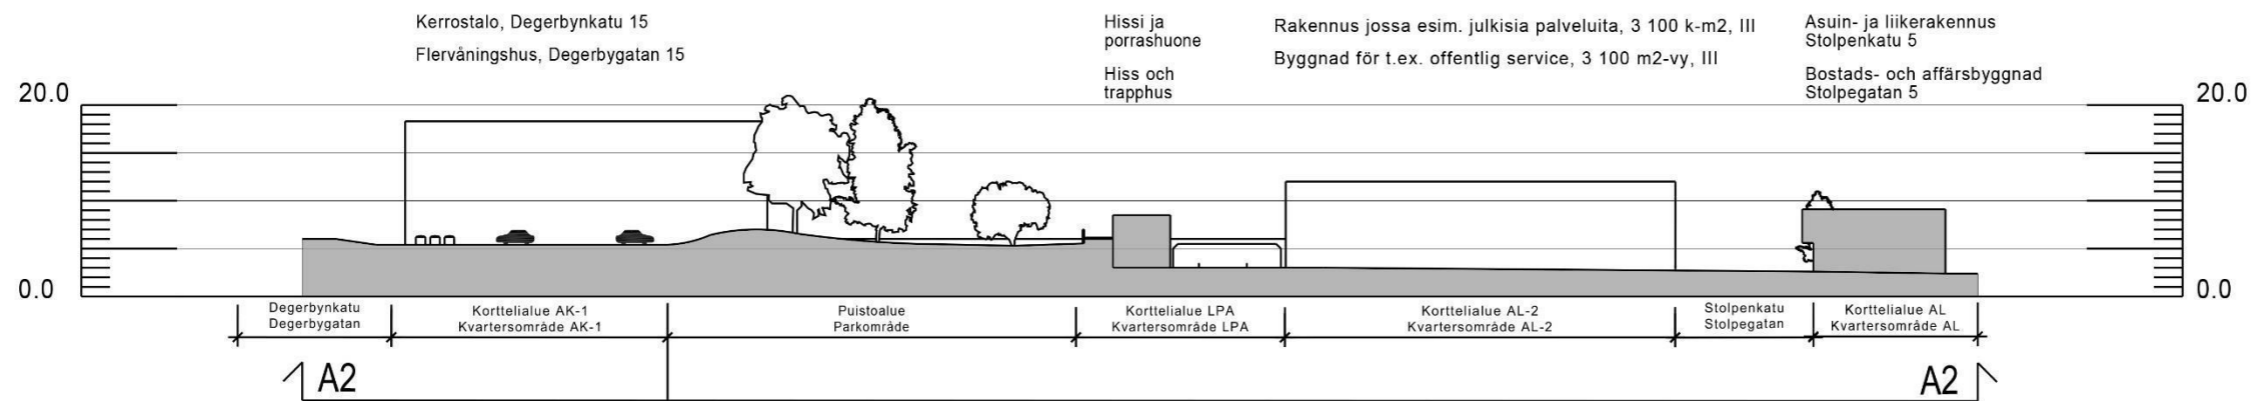 Kerrostalo, Degerbynkatu 15
Flervåningshus, Degerbygatan 15
Hissi ja
porrashuone
Hiss och
trapphus
Rakennus jossa esim. julkisia palveluita, 3 100 k-m2, III
Byggnad för t.ex. offentlig service, 3 100 m2-vy, III
Asuin- ja liikerakennus
Stolpenkatu 5
Bostads- och affärsbyggnad
Stolpegatan 5
20.0
20.0
0.0
0.0
Degerbynkatu
Degerbygatan
Korttelialue AK-1
Kvartersområde AK-1
Puistoalue
Parkområde
Korttelialue LPA
Kvartersområde LPA
Korttelialue AL-2
Kvartersområde AL-2
Stolpenkatu
Stolpegatan
Korttelialue AL
Kvartersområde AL
A2
A2